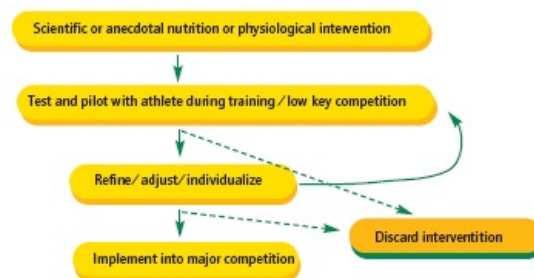 Scientific or anecdotal nutrition or physiological intervention
Test and pilot with athlete during training/low key competition
Refine/adjust/individualize
Discard interventition
Implement into major competition